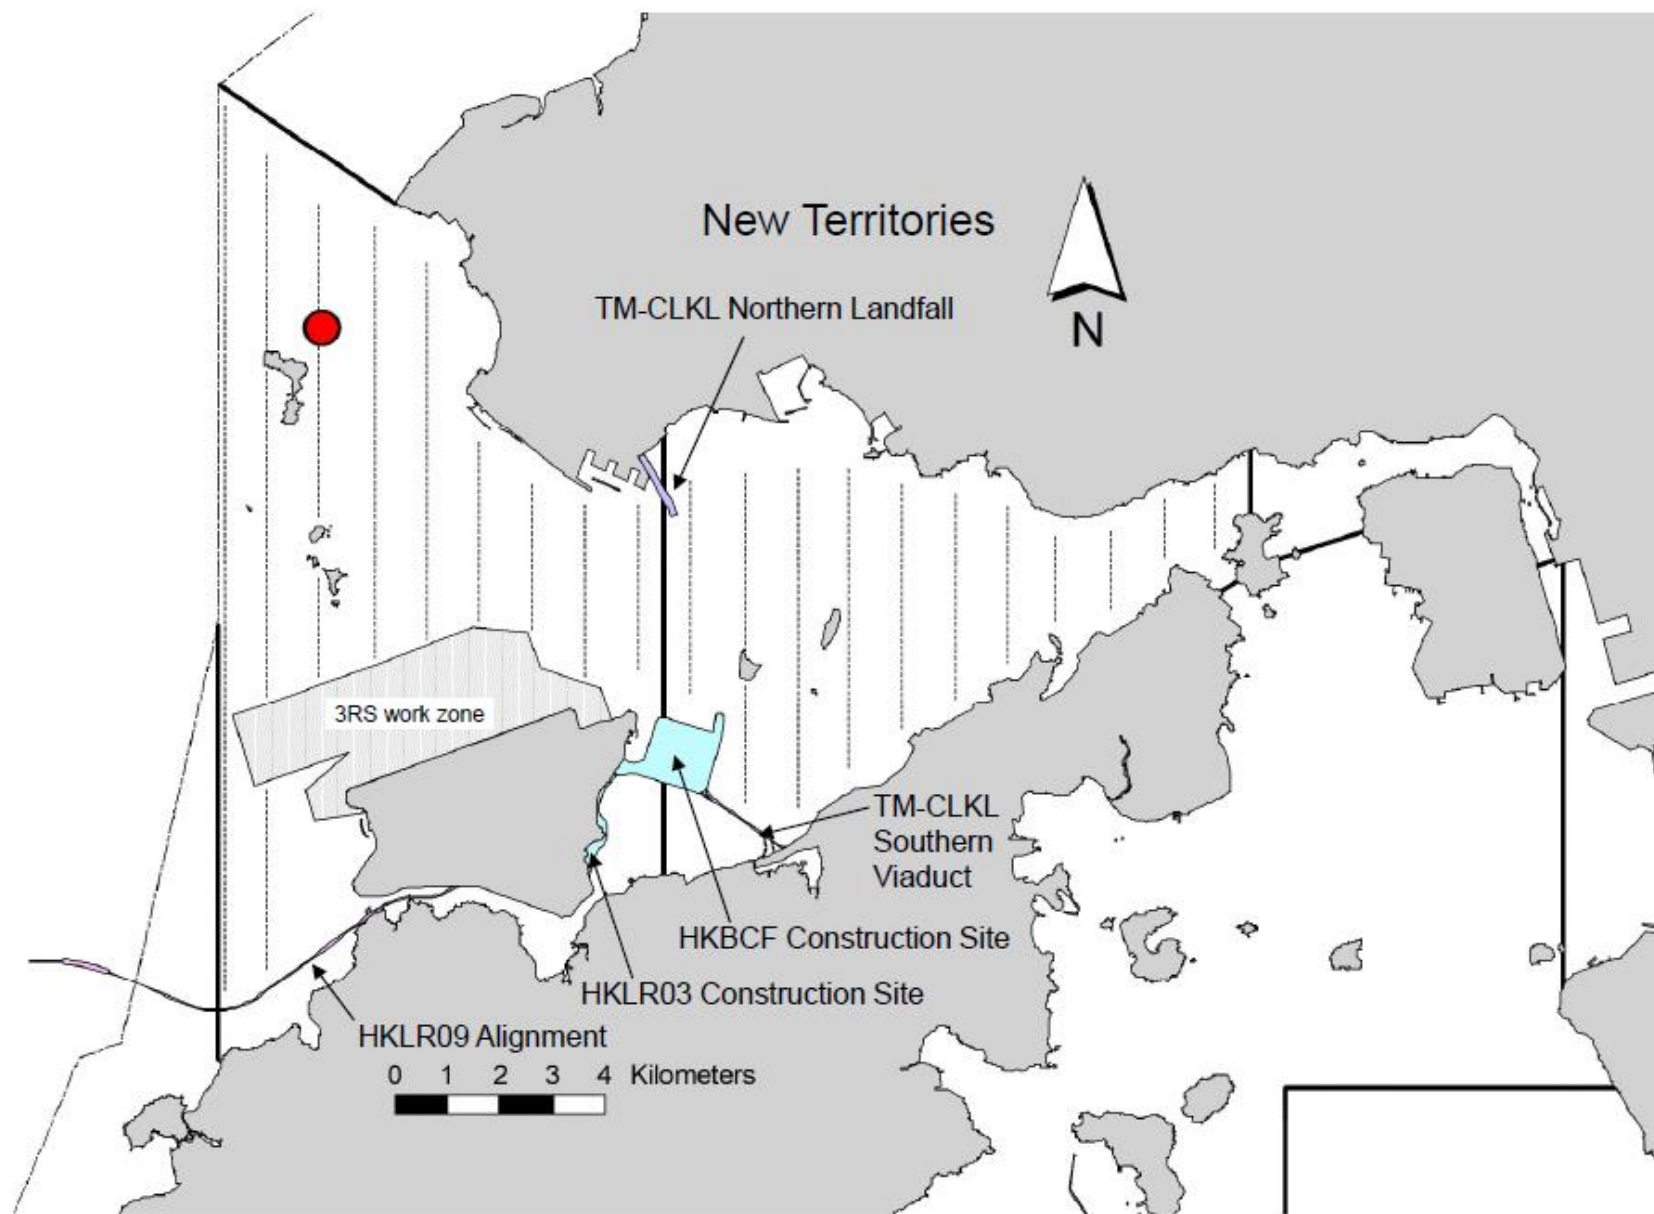 New Territories
TM-CLKL Northern Landfall
N
3RS work zone
TM-CLKL
Southern
Viaduct
HKBCF Construction Site
HKLR03 Construction Site
HKLR09 Alignment
0 1 2 3 4 Kilometers